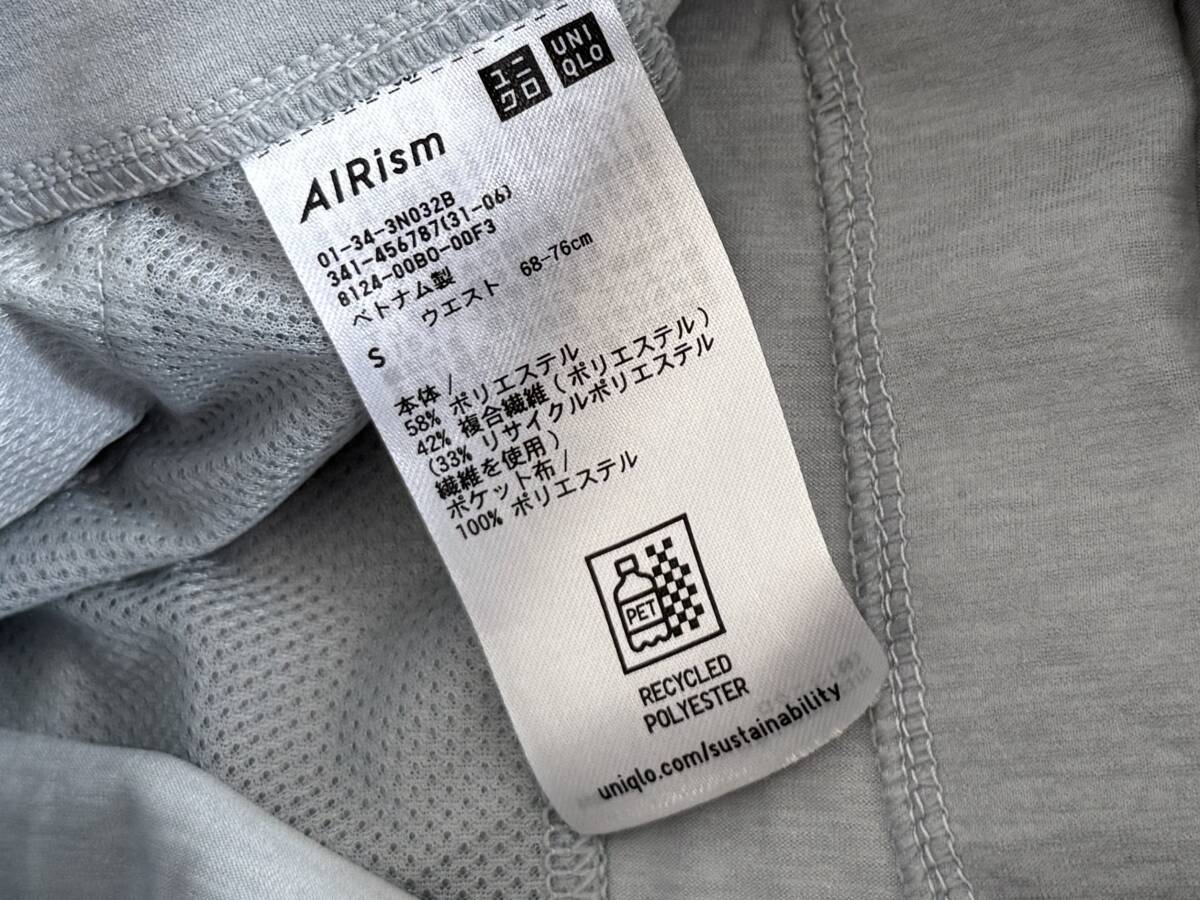 ユニ
クロ
UNI
QLO
AIRism
01-34-3N032B
341-456787(31-06)
8124-00B0-00F3
ベトナム製
S ウエスト 68-76cm
本体/
58% ポリエステル
42% 複合繊維(ポリエステル)
(33% リサイクルポリエステル
繊維を使用)
ポケット布/
100% ポリエステル
PET
RECYCLED
POLYESTER
uniqlo.com/sustainability